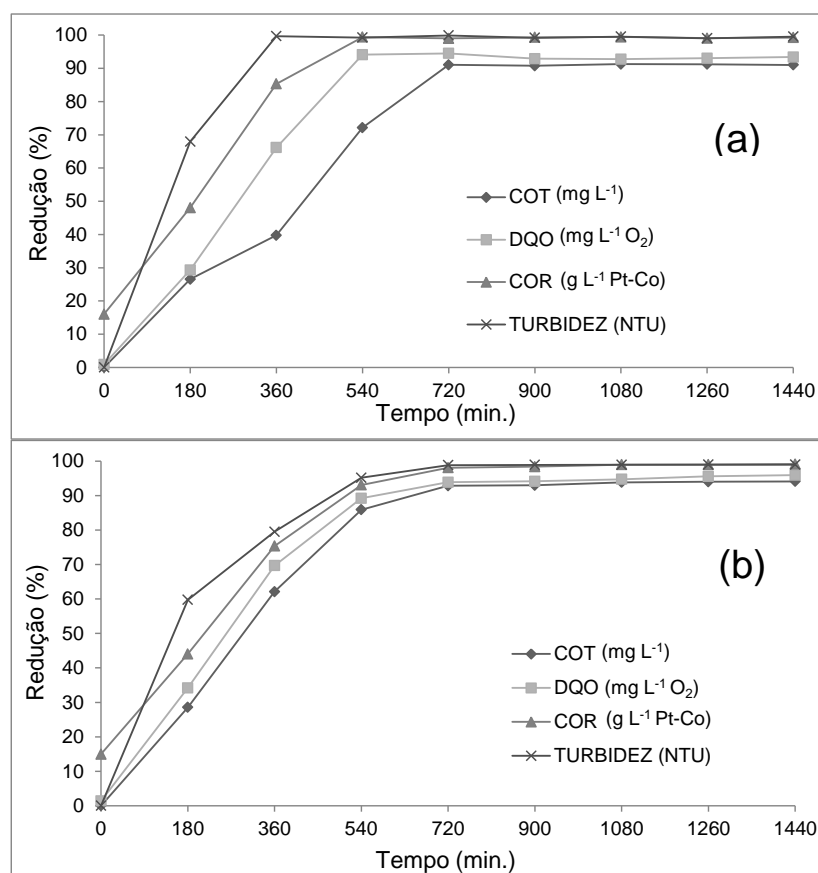 100
90
80
70
60
50
40
30
20
10
0
Redução (%)
(a)
COT (mg L⁻¹)
DQO (mg L⁻¹ O₂)
COR (g L⁻¹ Pt-Co)
TURBIDEZ (NTU)
0 180 360 540 720 900 1080 1260 1440
Tempo (min.)
100
90
80
70
60
50
40
30
20
10
0
Redução (%)
(b)
COT (mg L⁻¹)
DQO (mg L⁻¹ O₂)
COR (g L⁻¹ Pt-Co)
TURBIDEZ (NTU)
0 180 360 540 720 900 1080 1260 1440
Tempo (min.)